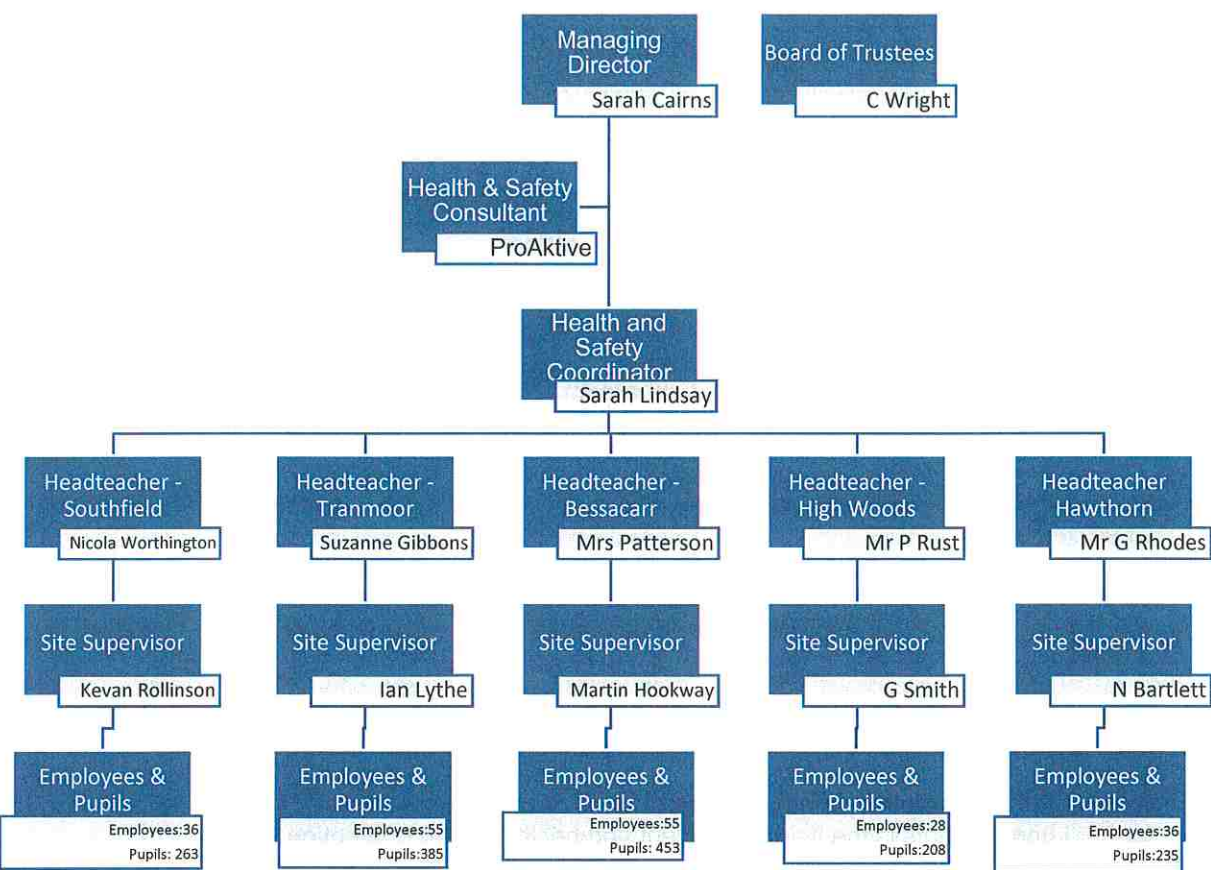 Managing
Director
Sarah Cairns
Board of Trustees
C Wright
Health & Safety
Consultant
ProAktive
Health and
Safety
Coordinator
Sarah Lindsay
Headteacher -
Southfield
Nicola Worthington
Headteacher -
Tranmoor
Suzanne Gibbons
Headteacher -
Bessacarr
Mrs Patterson
Headteacher -
High Woods
Mr P Rust
Headteacher
Hawthorn
Mr G Rhodes
Site Supervisor
Kevan Rollinson
Site Supervisor
Ian Lythe
Site Supervisor
Martin Hookway
Site Supervisor
G Smith
Site Supervisor
N Bartlett
Employees &
Pupils
Employees:36
Pupils: 263
Employees &
Pupils
Employees:55
Pupils:385
Employees &
Pupils
Employees:55
Pupils: 453
Employees &
Pupils
Employees:28
Pupils:208
Employees &
Pupils
Employees:36
Pupils:235